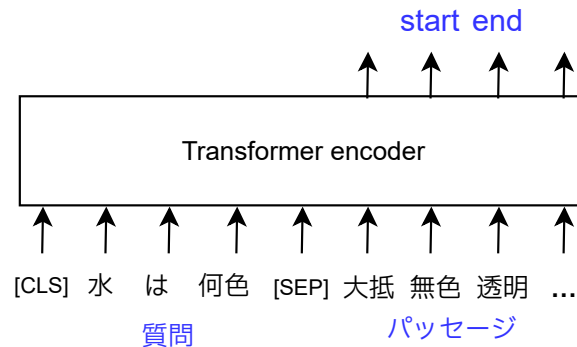 start end
Transformer encoder
[CLS] 水 は 何色 [SEP] 大抵 無色 透明 ...
質問 パッセージ